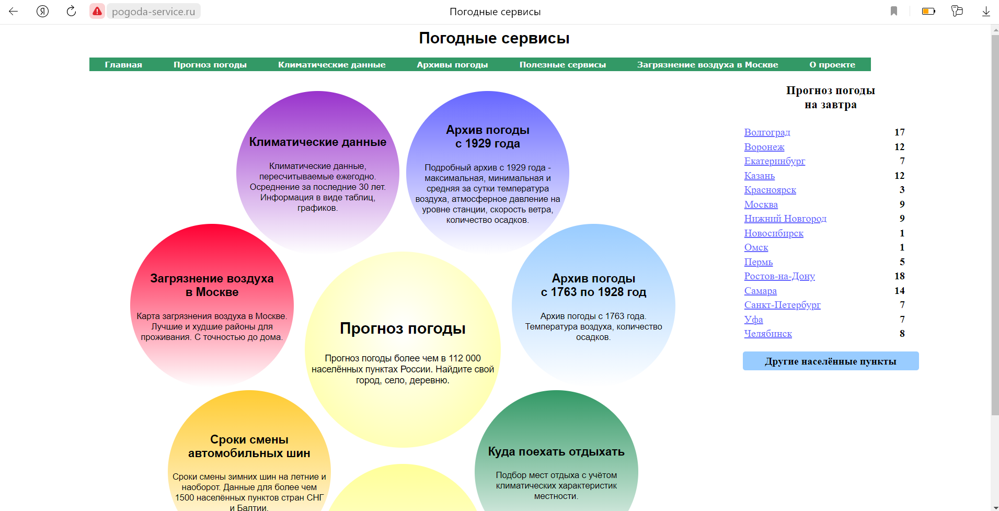 pogoda-service.ru
Погодные сервисы
Погодные сервисы
Главная Прогноз погоды Климатические данные Архивы погоды Полезные сервисы Загрязнение воздуха в Москве О проекте
Климатические данные
Климатические данные,
пересчитываемые ежегодно.
Осреднение за последние 30 лет.
Информация в виде таблиц,
графиков.
Архив погоды
с 1929 года
Подробный архив с 1929 года -
максимальная, минимальная и
средняя за сутки температура
воздуха, атмосферное давление на
уровне станции, скорость ветра,
количество осадков.
Загрязнение воздуха
в Москве
Карта загрязнения воздуха в Москве.
Лучшие и худшие районы для
проживания. С точностью до дома.
Прогноз погоды
Прогноз погоды более чем в 112 000
населённых пунктах России. Найдите свой
город, село, деревню.
Архив погоды
с 1763 по 1928 год
Архив погоды с 1763 года.
Температура воздуха, количество
осадков.
Сроки смены
автомобильных шин
Сроки смены зимних шин на летние и
наоборот. Данные для более чем
1500 населённых пунктов стран СНГ
и Балтии.
Куда поехать отдыхать
Подбор мест отдыха с учётом
климатических характеристик
местности.
Прогноз погоды
на завтра
Волгоград 17
Воронеж 12
Екатеринбург 7
Казань 12
Красноярск 3
Москва 9
Нижний Новгород 9
Новосибирск 1
Омск 1
Пермь 5
Ростов-на-Дону 18
Самара 14
Санкт-Петербург 7
Уфа 7
Челябинск 8
Другие населённые пункты